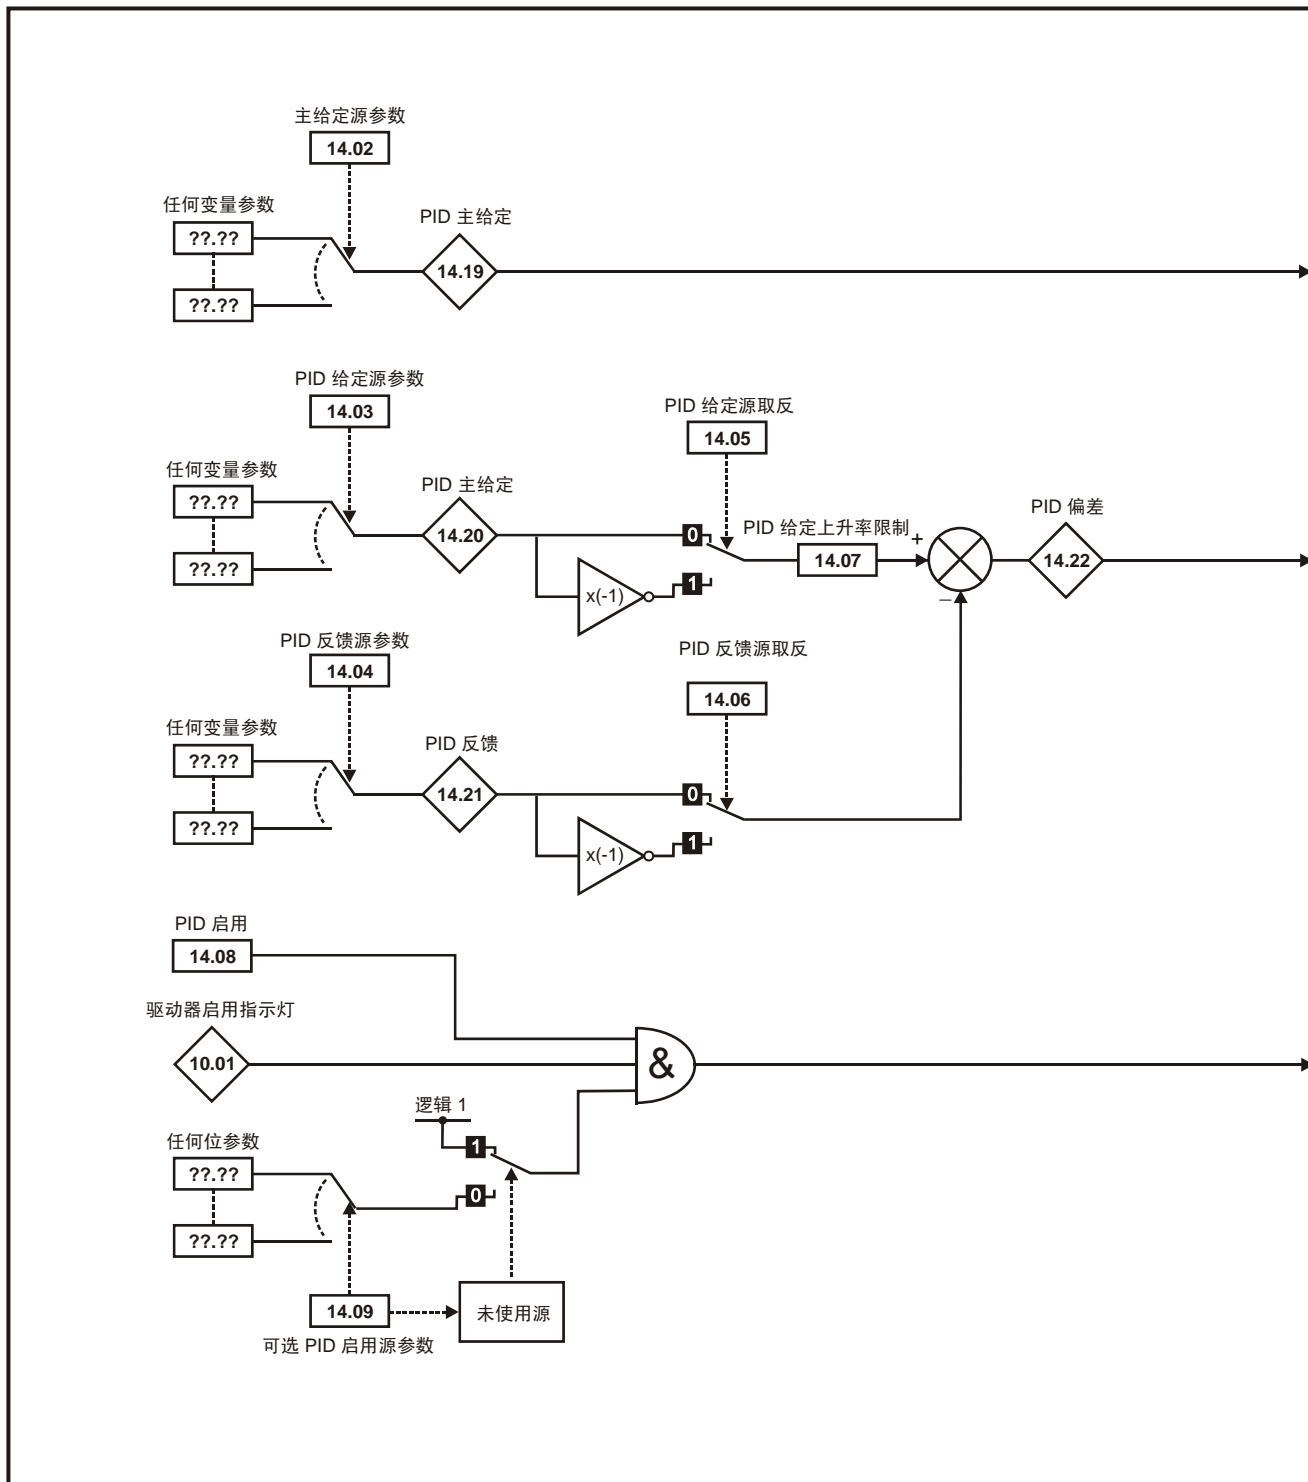 主给定源参数
14.02
任何变量参数
??.??
PID 主给定
14.19
??.??
PID 给定源参数
14.03
PID 给定源取反
14.05
任何变量参数
??.??
PID 主给定
14.20
0
PID 给定上升率限制
14.07
+
−
PID 偏差
14.22
??.??
x(-1)
1
PID 反馈源参数
14.04
PID 反馈源取反
14.06
任何变量参数
??.??
PID 反馈
14.21
0
??.??
x(-1)
1
PID 启用
14.08
驱动器启用指示灯
10.01
&
逻辑 1
1
任何位参数
??.??
0
??.??
14.09
未使用源
可选 PID 启用源参数